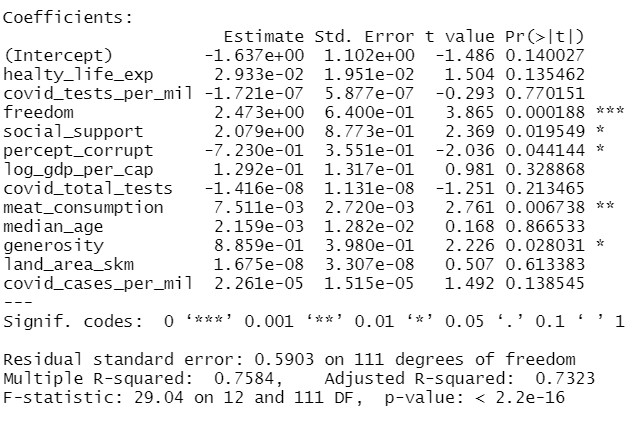 Coefficients:
Estimate Std. Error t value Pr(>|t|)
(Intercept) -1.637e+00 1.102e+00 -1.486 0.140027
healty_life_exp 2.933e-02 1.951e-02 1.504 0.135462
covid_tests_per_mil -1.721e-07 5.877e-07 -0.293 0.770151
freedom 2.473e+00 6.400e-01 3.865 0.000188 ***
social_support 2.079e+00 8.773e-01 2.369 0.019549 *
percept_corrupt -7.230e-01 3.551e-01 -2.036 0.044144 *
log_gdp_per_cap 1.292e-01 1.317e-01 0.981 0.328868
covid_total_tests -1.416e-08 1.131e-08 -1.251 0.213465
meat_consumption 7.511e-03 2.720e-03 2.761 0.006738 **
median_age 2.159e-03 1.282e-02 0.168 0.866533
generosity 8.859e-01 3.980e-01 2.226 0.028031 *
land_area_skm 1.675e-08 3.307e-08 0.507 0.613383
covid_cases_per_mil 2.261e-05 1.515e-05 1.492 0.138545
---
Signif. codes: 0 ‘***’ 0.001 ‘**’ 0.01 ‘*’ 0.05 ‘.’ 0.1 ‘ ’ 1
Residual standard error: 0.5903 on 111 degrees of freedom
Multiple R-squared: 0.7584, Adjusted R-squared: 0.7323
F-statistic: 29.04 on 12 and 111 DF, p-value: < 2.2e-16